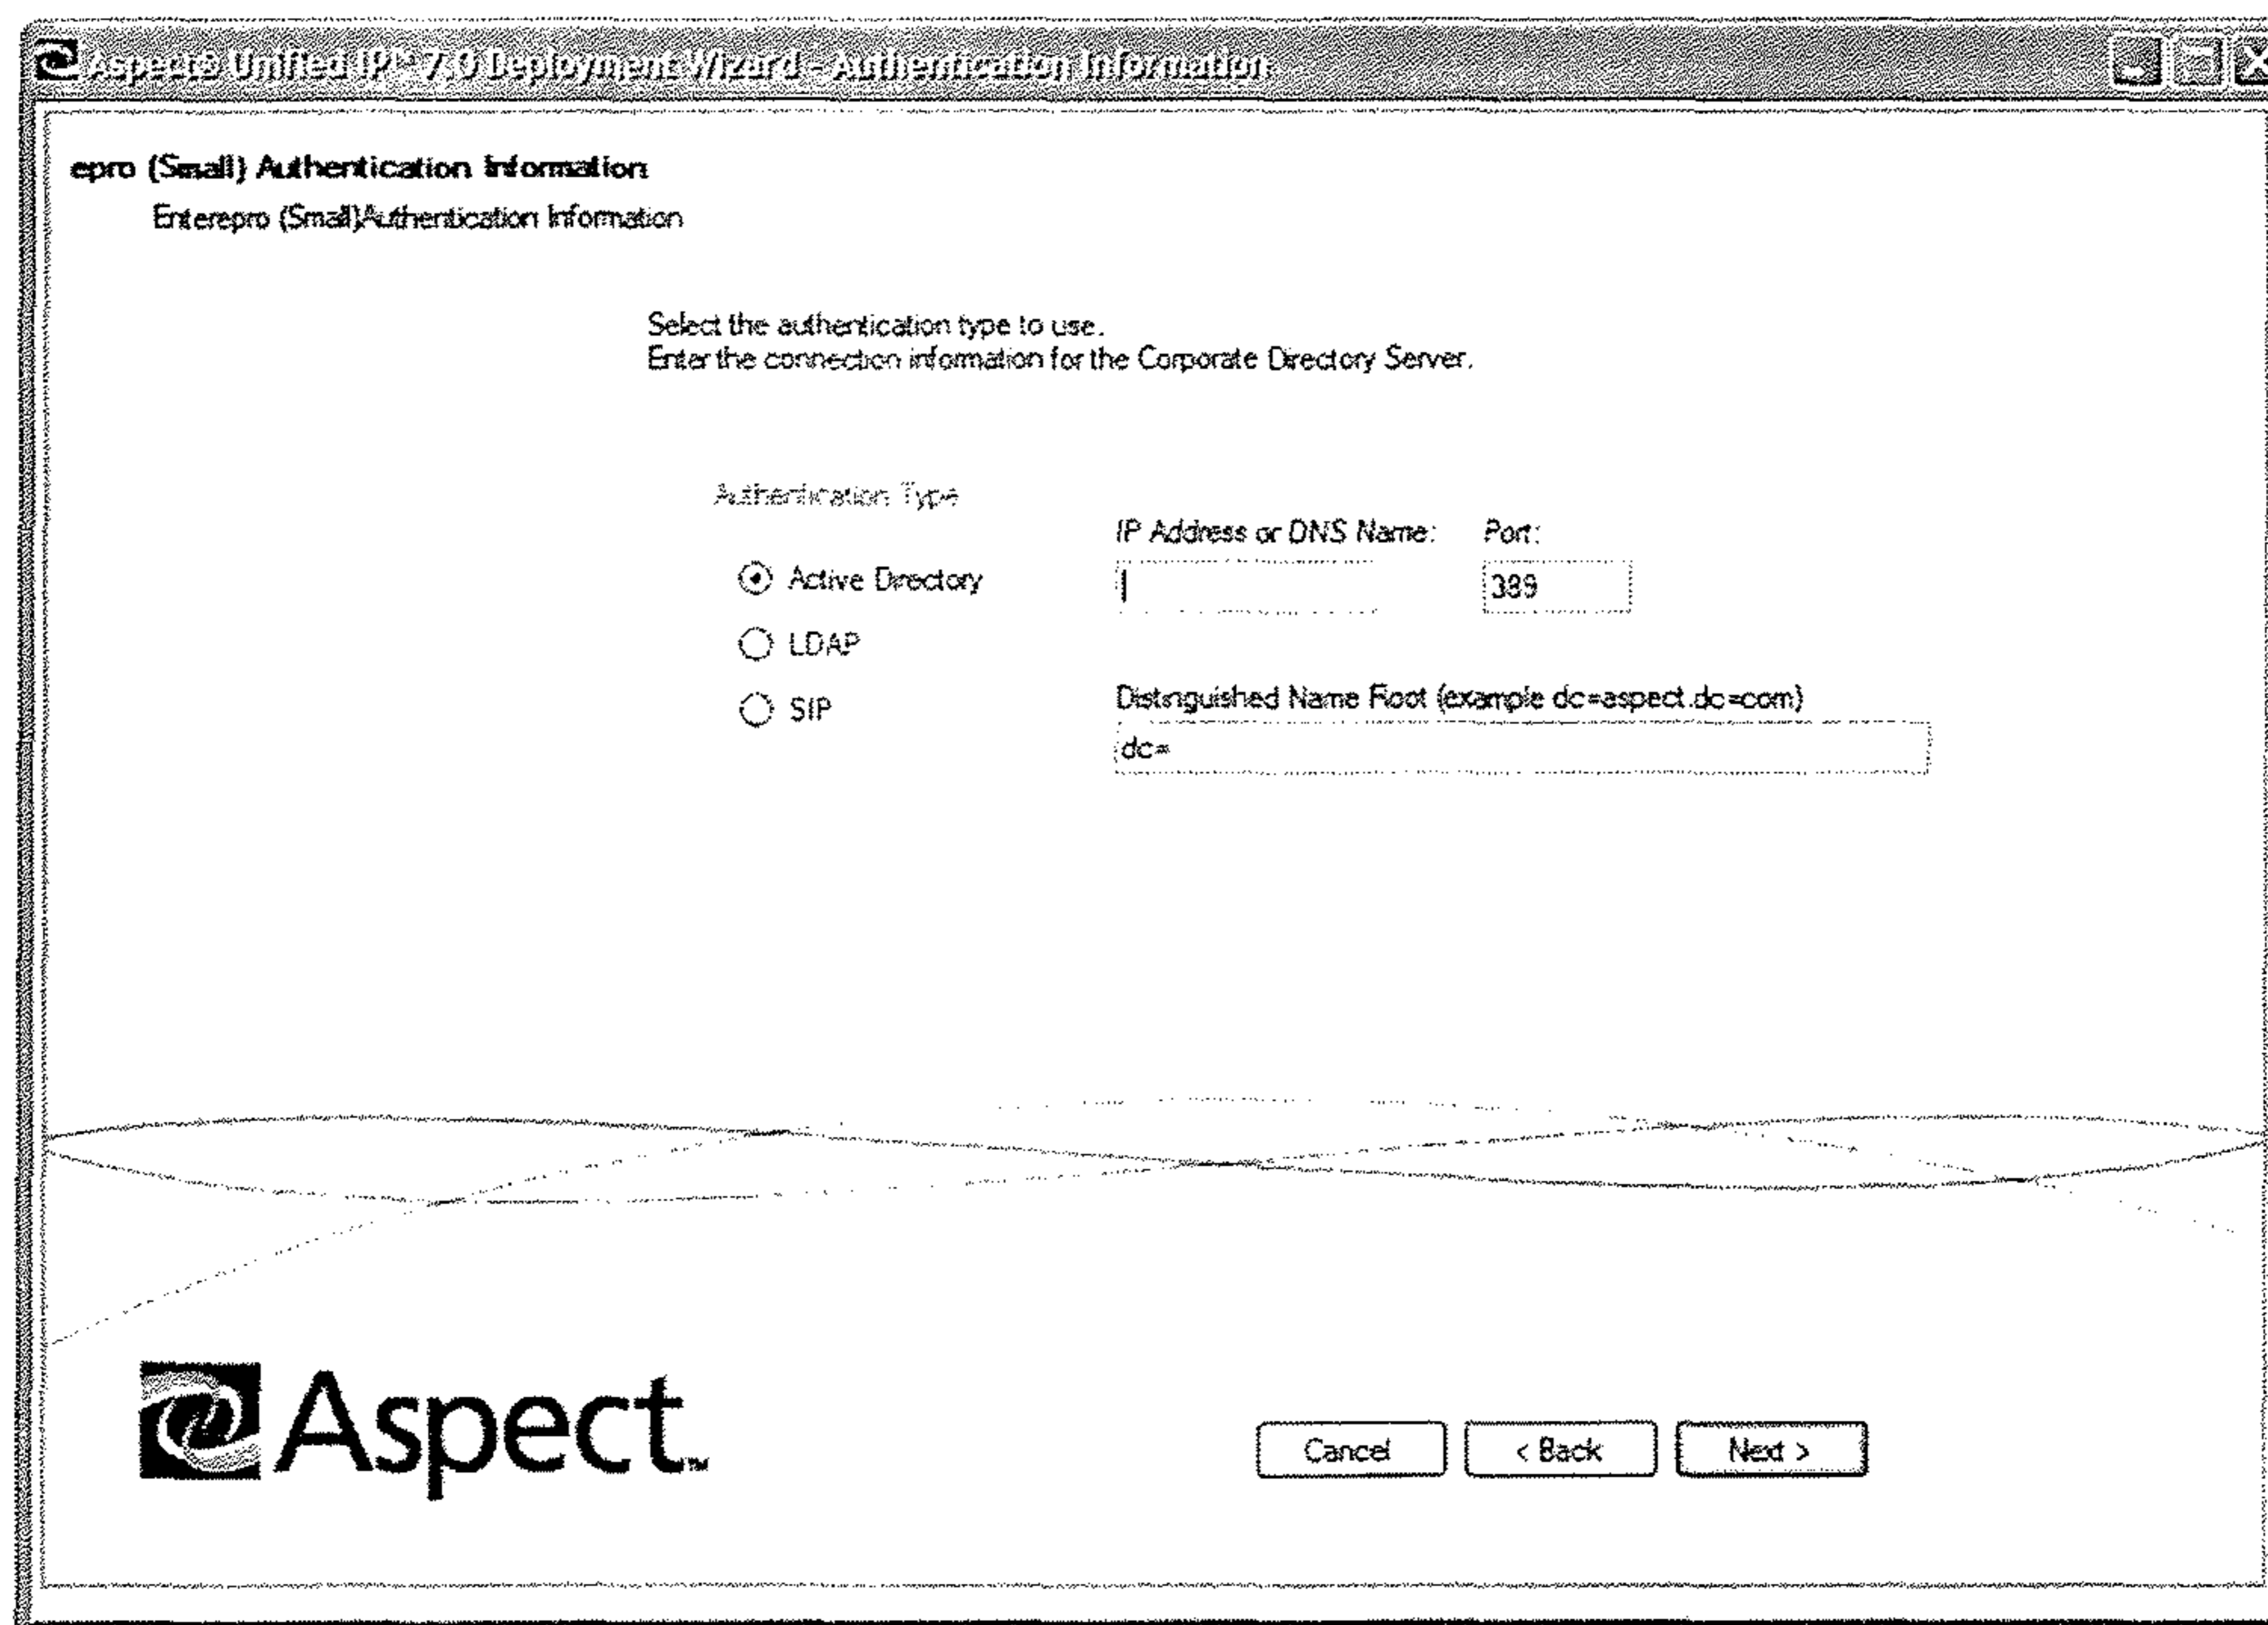 Aspect® Unified IP™ 7.0 Deployment Wizard - Authentication Information
epro (Small) Authentication Information
Enterepro (Small)Authentication Information
Select the authentication type to use.
Enter the connection information for the Corporate Directory Server.
Authentication Type
IP Address or DNS Name: Port:
Active Directory 389
LDAP
SIP
Distinguished Name Root (example dc=aspect.dc=com)
dc=
Aspect™
Cancel < Back Next >